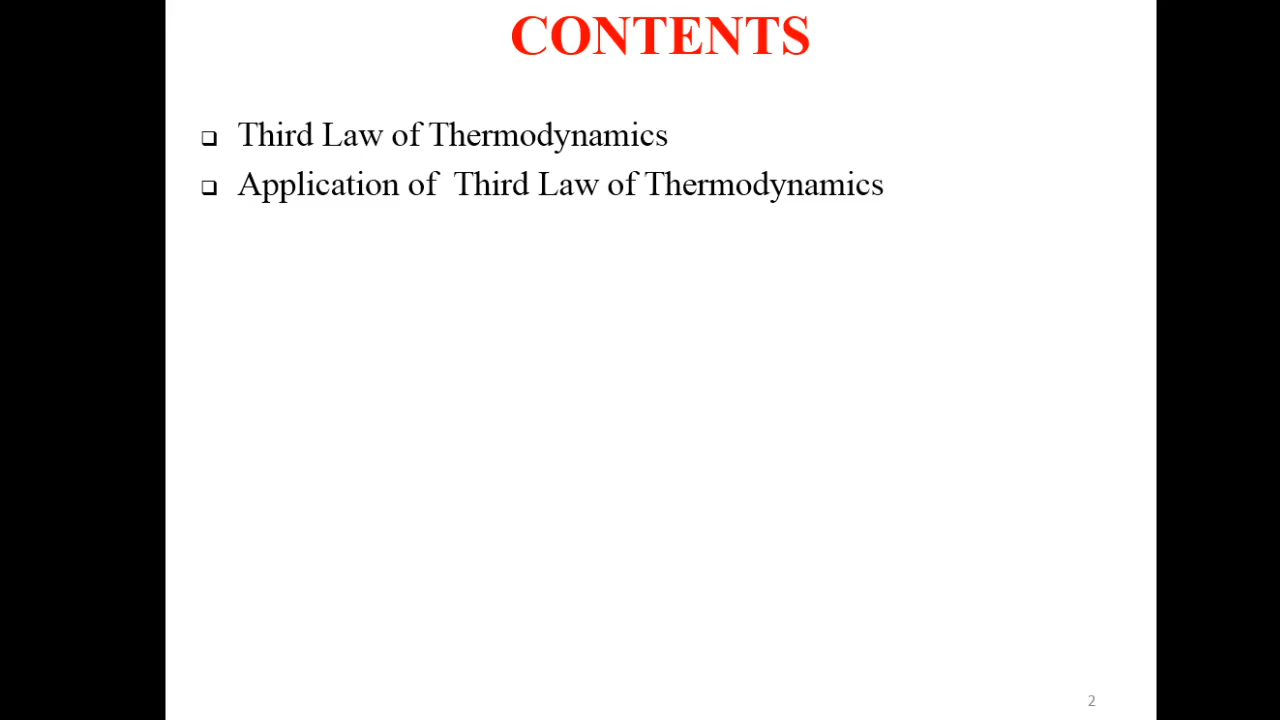 CONTENTS
❑ Third Law of Thermodynamics
❑ Application of  Third Law of Thermodynamics
2